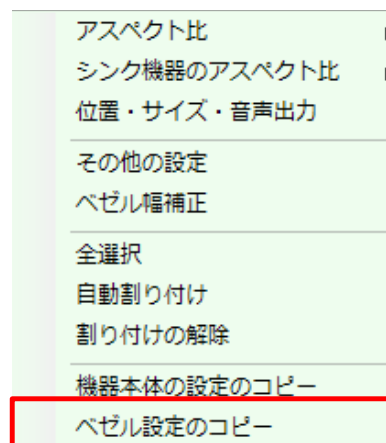 アスペクト比
シンク機器のアスペクト比
位置・サイズ・音声出力
その他の設定
ベゼル幅補正
全選択
自動割り付け
割り付けの解除
機器本体の設定のコピー
ベゼル設定のコピー